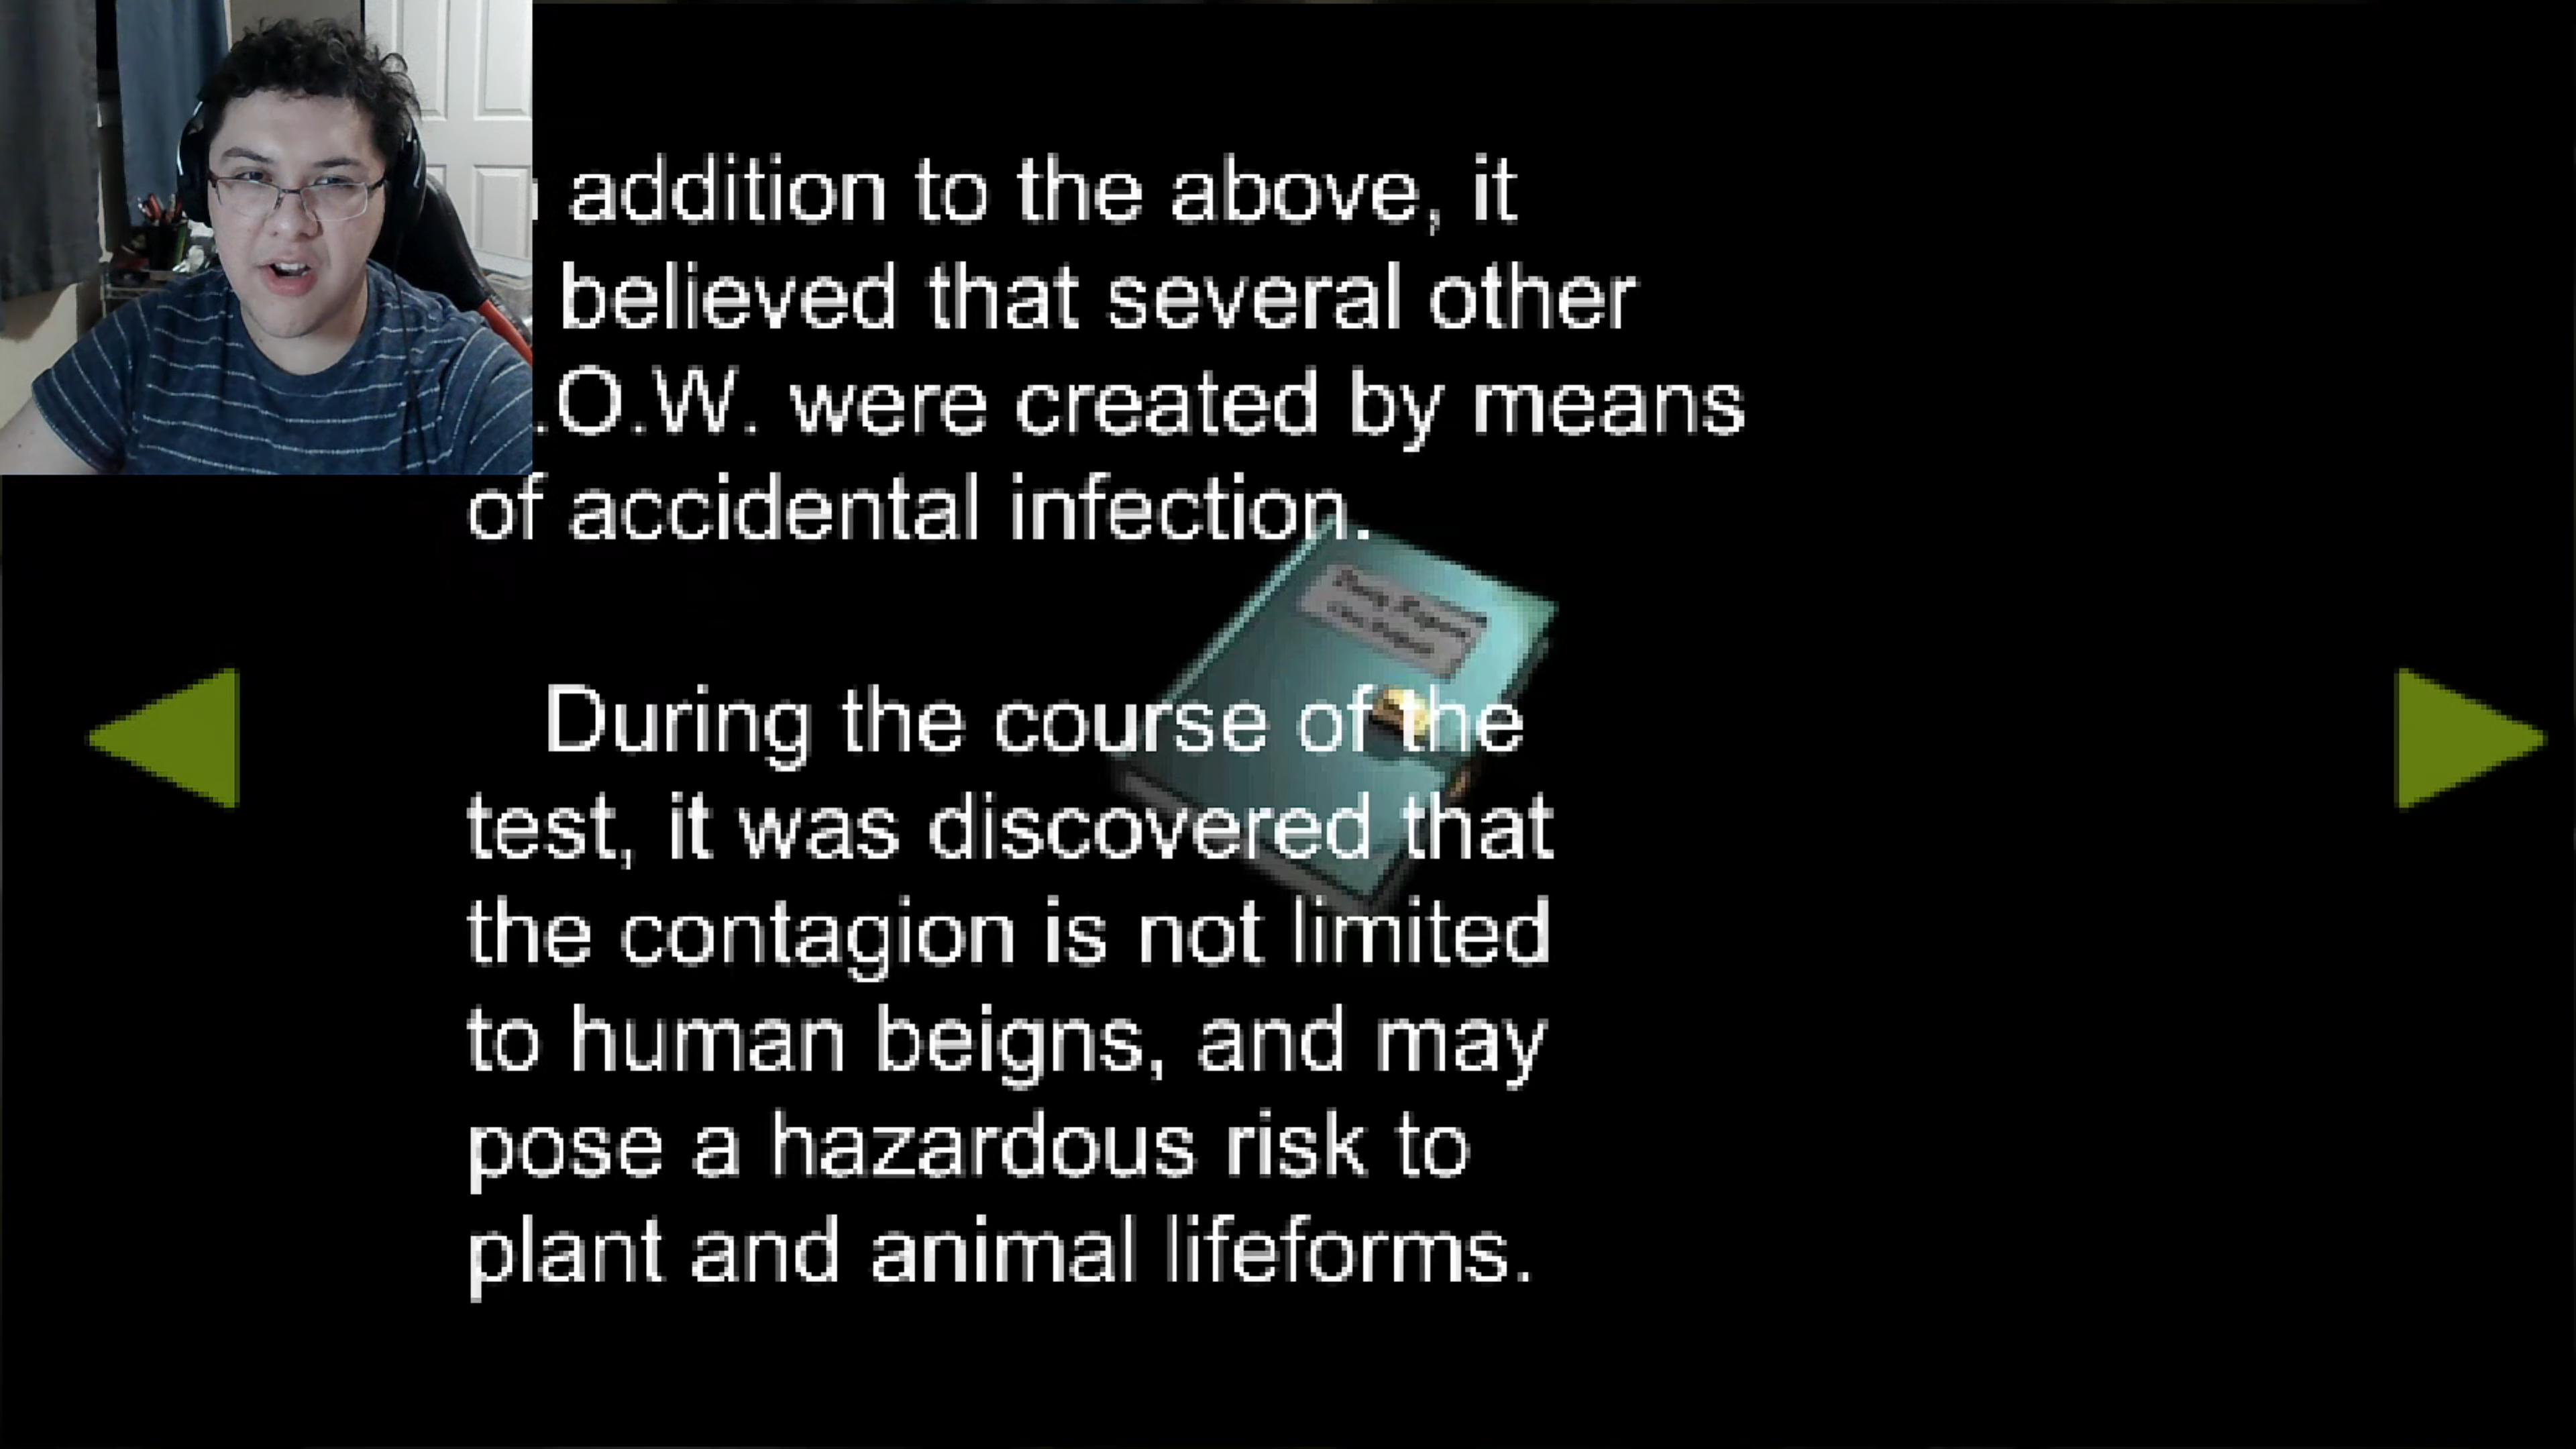 addition to the above, it
believed that several other
.O.W. were created by means
of accidental infection.
During the course of the
test, it was discovered that
the contagion is not limited
to human beigns, and may
pose a hazardous risk to
plant and animal lifeforms.